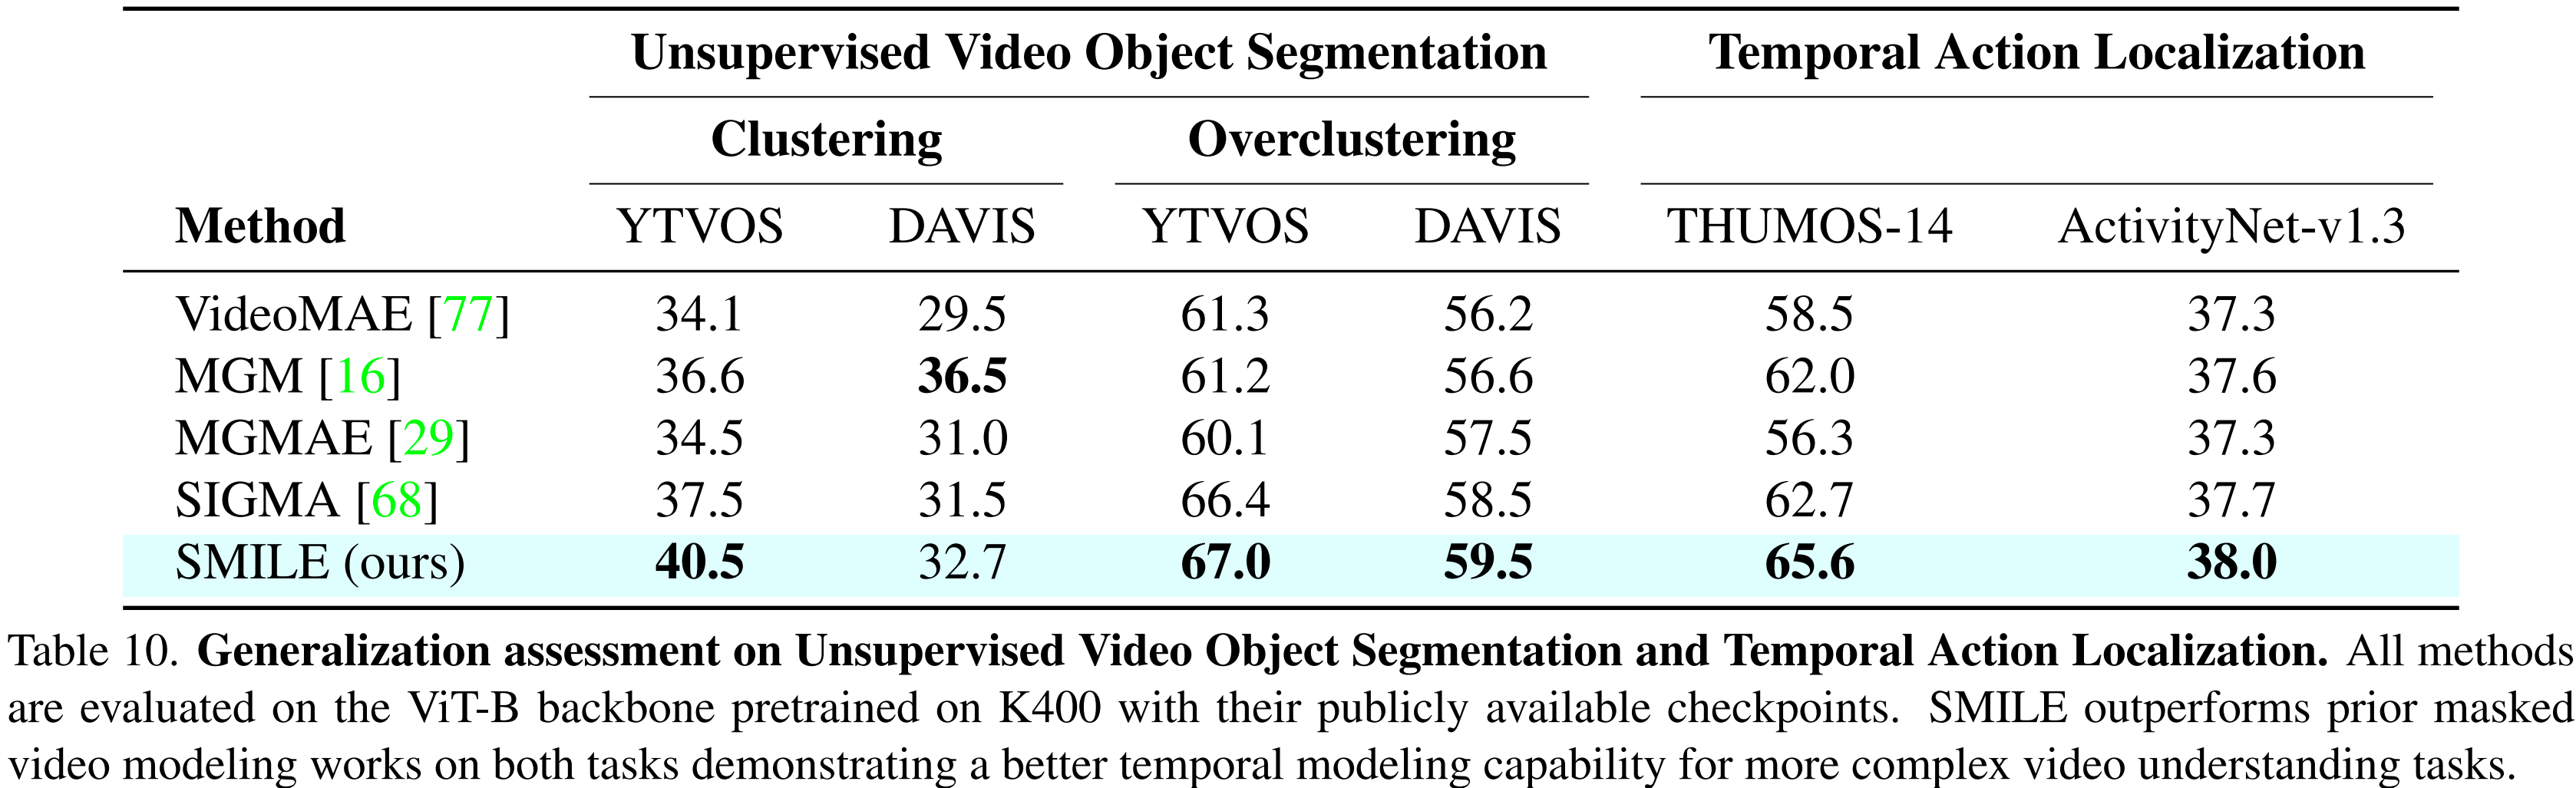 Unsupervised Video Object Segmentation Temporal Action Localization
Clustering Overclustering
Method YTVOS DAVIS YTVOS DAVIS THUMOS-14 ActivityNet-v1.3
VideoMAE [77] 34.1 29.5 61.3 56.2 58.5 37.3
MGM [16] 36.6 36.5 61.2 56.6 62.0 37.6
MGMAE [29] 34.5 31.0 60.1 57.5 56.3 37.3
SIGMA [68] 37.5 31.5 66.4 58.5 62.7 37.7
SMILE (ours) 40.5 32.7 67.0 59.5 65.6 38.0
Table 10. Generalization assessment on Unsupervised Video Object Segmentation and Temporal Action Localization. All methods
are evaluated on the ViT-B backbone pretrained on K400 with their publicly available checkpoints. SMILE outperforms prior masked
video modeling works on both tasks demonstrating a better temporal modeling capability for more complex video understanding tasks.